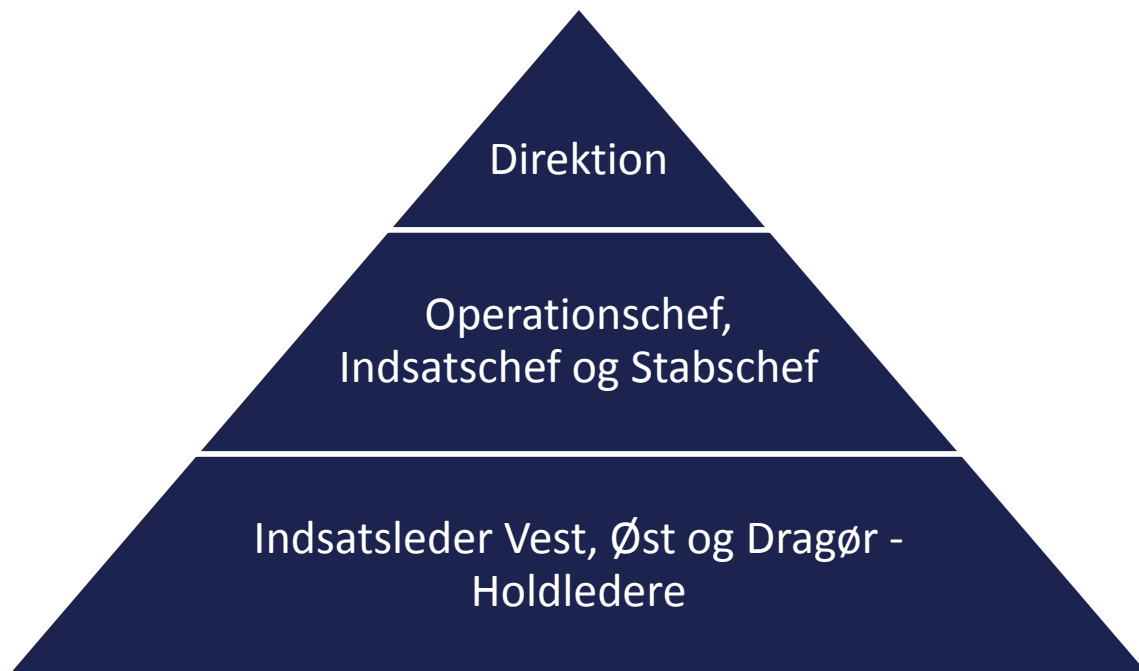 Direktion
Operationschef,
Indsatschef og Stabschef
Indsatsleder Vest, Øst og Dragør -
Holdledere